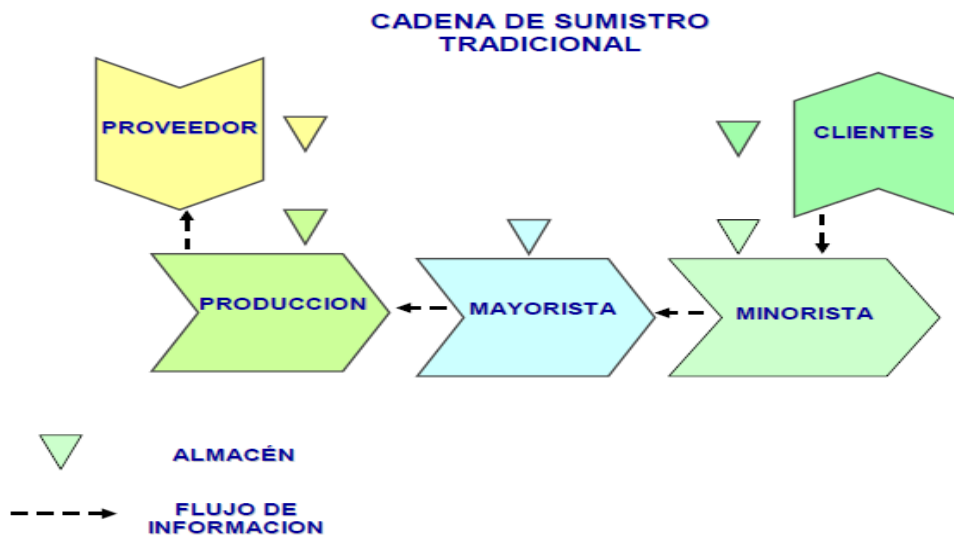 CADENA DE SUMISTRO
TRADICIONAL
PROVEEDOR
CLIENTES
PRODUCCION
MAYORISTA
MINORISTA
ALMACÉN
FLUJO DE
INFORMACION